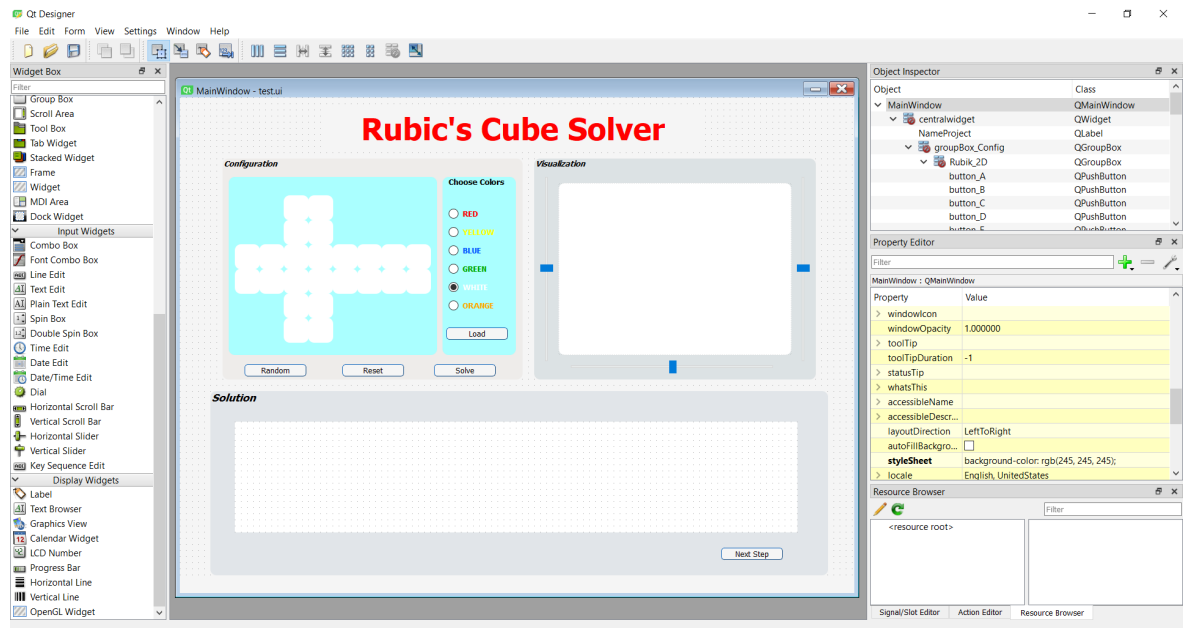 Qt Designer
File Edit Form View Settings Window Help
Widget Box
Filter
Group Box
Scroll Area
Tool Box
Tab Widget
Stacked Widget
Frame
Widget
MDI Area
Dock Widget
Input Widgets
Combo Box
Font Combo Box
Line Edit
Text Edit
Plain Text Edit
Spin Box
Double Spin Box
Time Edit
Date Edit
Date/Time Edit
Dial
Horizontal Scroll Bar
Vertical Scroll Bar
Horizontal Slider
Vertical Slider
Key Sequence Edit
Display Widgets
Label
Text Browser
Graphics View
Calendar Widget
LCD Number
Progress Bar
Horizontal Line
Vertical Line
OpenGL Widget
MainWindow - test.ui
Rubic's Cube Solver
Configuration
Choose Colors
RED
YELLOW
BLUE
GREEN
WHITE
ORANGE
Load
Random Reset Solve
Visualization
Solution
Next Step
Object Inspector
Object Class
MainWindow QMainWindow
centralwidget QWidget
NameProject QLabel
groupBox_Config QGroupBox
Rubik_2D QGroupBox
button_A QPushButton
button_B QPushButton
button_C QPushButton
button_D QPushButton
button_E QPushButton
Property Editor
Filter
MainWindow : QMainWindow
Property Value
windowIcon
windowOpacity 1.000000
toolTip
toolTipDuration -1
statusTip
whatsThis
accessibleName
accessibleDescr...
layoutDirection LeftToRight
autoFillBackgro...
styleSheet background-color: rgb(245, 245, 245);
locale English, UnitedStates
Resource Browser
Filter
<resource root>
Signal/Slot Editor Action Editor Resource Browser